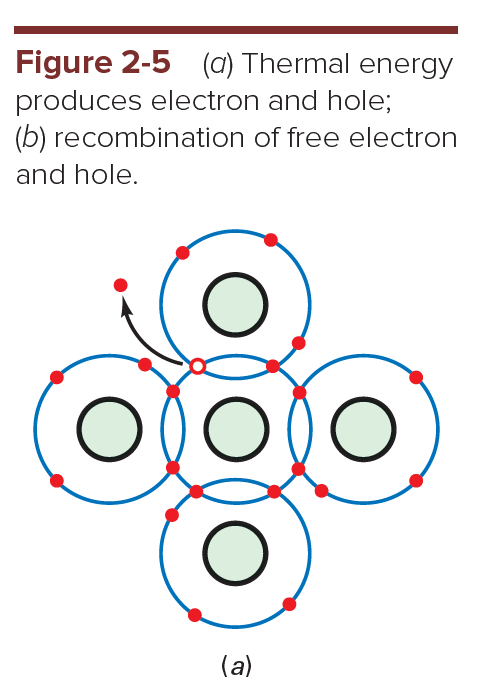 Figure 2-5 (a) Thermal energy
produces electron and hole;
(b) recombination of free electron
and hole.
(a)